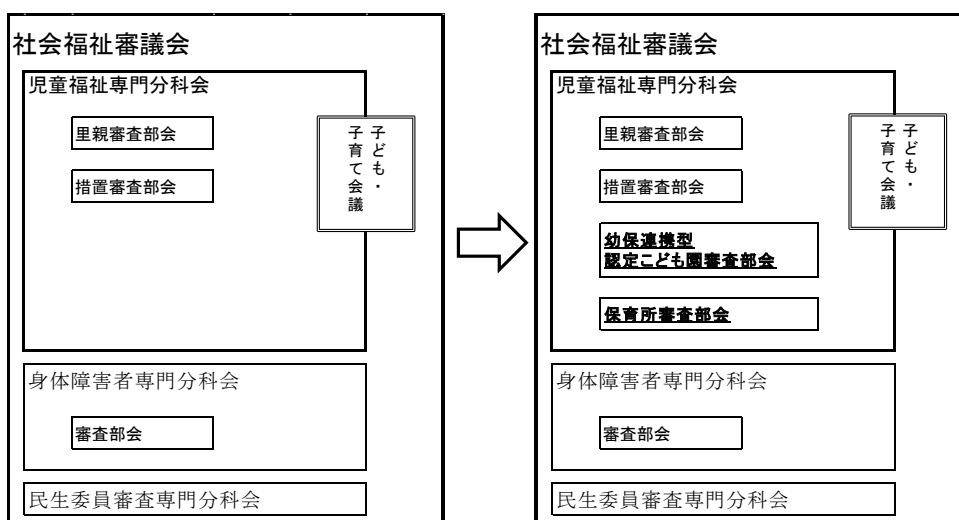 社会福祉審議会
児童福祉専門分科会
里親審査部会
措置審査部会
子ども・
子育て会議
身体障害者専門分科会
審査部会
民生委員審査専門分科会
社会福祉審議会
児童福祉専門分科会
里親審査部会
措置審査部会
子ども・
子育て会議
幼保連携型
認定こども園審査部会
保育所審査部会
身体障害者専門分科会
審査部会
民生委員審査専門分科会